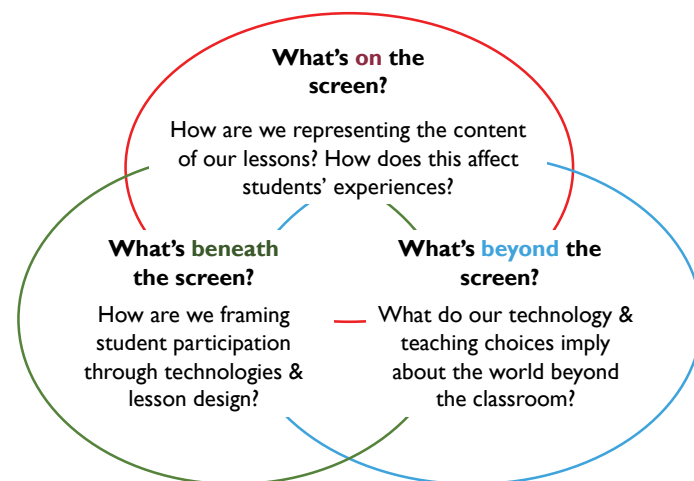 What's on the
screen?
How are we representing the content
of our lessons? How does this affect
students' experiences?
What's beneath
the screen?
How are we framing
student participation
through technologies &
lesson design?
What's beyond the
screen?
What do our technology &
teaching choices imply
about the world beyond
the classroom?